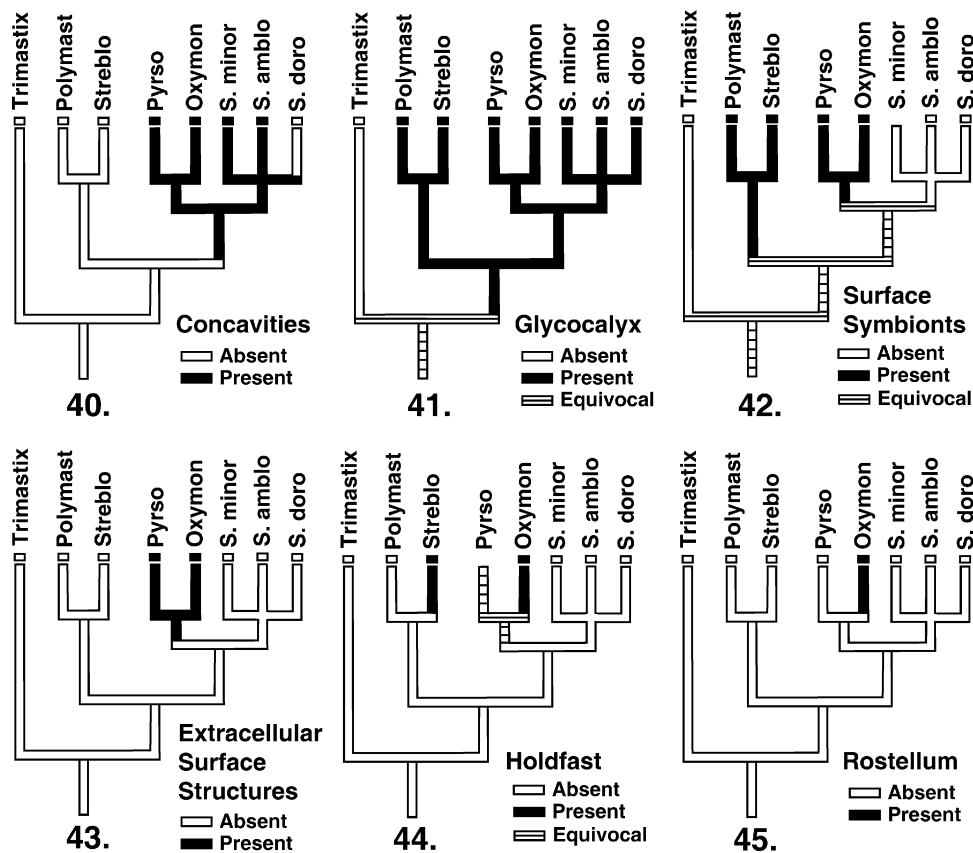 Trimastix
Polymast
Streblo
Pyrso
Oxymon
S. minor
S. amblo
S. doro
Concavities
Absent
Present
40.
Trimastix
Polymast
Streblo
Pyrso
Oxymon
S. minor
S. amblo
S. doro
Glycocalyx
Absent
Present
Equivocal
41.
Trimastix
Polymast
Streblo
Pyrso
Oxymon
S. minor
S. amblo
S. doro
Surface
Symbionts
Absent
Present
Equivocal
42.
Trimastix
Polymast
Streblo
Pyrso
Oxymon
S. minor
S. amblo
S. doro
Extracellular
Surface
Structures
Absent
Present
43.
Trimastix
Polymast
Streblo
Pyrso
Oxymon
S. minor
S. amblo
S. doro
Holdfast
Absent
Present
Equivocal
44.
Trimastix
Polymast
Streblo
Pyrso
Oxymon
S. minor
S. amblo
S. doro
Rostellum
Absent
Present
45.